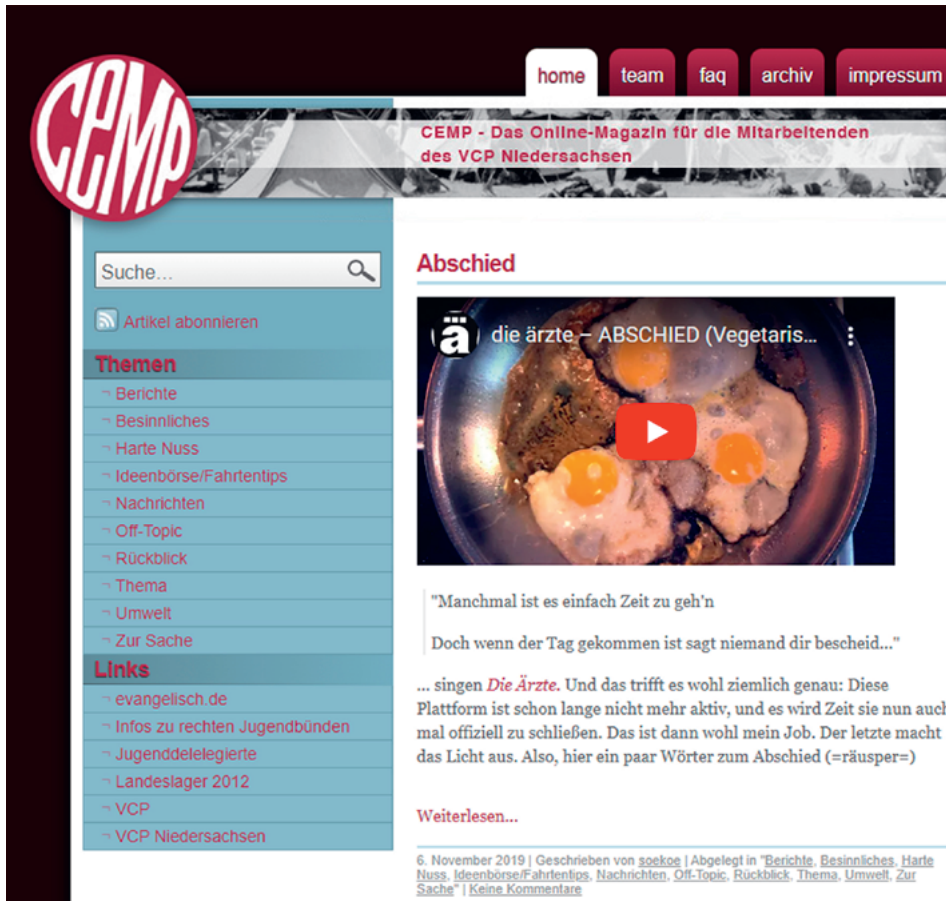 home
team
faq
archiv
impressum
CEMP
CEMP - Das Online-Magazin für die Mitarbeitenden
des VCP Niedersachsen
Suche...
Artikel abonnieren
Themen
¬ Berichte
¬ Besinnliches
¬ Harte Nuss
¬ Ideenbörse/Fahrtentips
¬ Nachrichten
¬ Off-Topic
¬ Rückblick
¬ Thema
¬ Umwelt
¬ Zur Sache
Links
¬ evangelisch.de
¬ Infos zu rechten Jugendbünden
¬ Jugenddelelegierte
¬ Landeslager 2012
¬ VCP
¬ VCP Niedersachsen
Abschied
ä die ärzte – ABSCHIED (Vegetaris...
"Manchmal ist es einfach Zeit zu geh'n
Doch wenn der Tag gekommen ist sagt niemand dir bescheid..."
... singen Die Ärzte. Und das trifft es wohl ziemlich genau: Diese
Plattform ist schon lange nicht mehr aktiv, und es wird Zeit sie nun auch
mal offiziell zu schließen. Das ist dann wohl mein Job. Der letzte macht
das Licht aus. Also, hier ein paar Wörter zum Abschied (=räusper=)
Weiterlesen...
6. November 2019 | Geschrieben von soekoe | Abgelegt in "Berichte, Besinnliches, Harte
Nuss, Ideenbörse/Fahrtentips, Nachrichten, Off-Topic, Rückblick, Thema, Umwelt, Zur
Sache" | Keine Kommentare